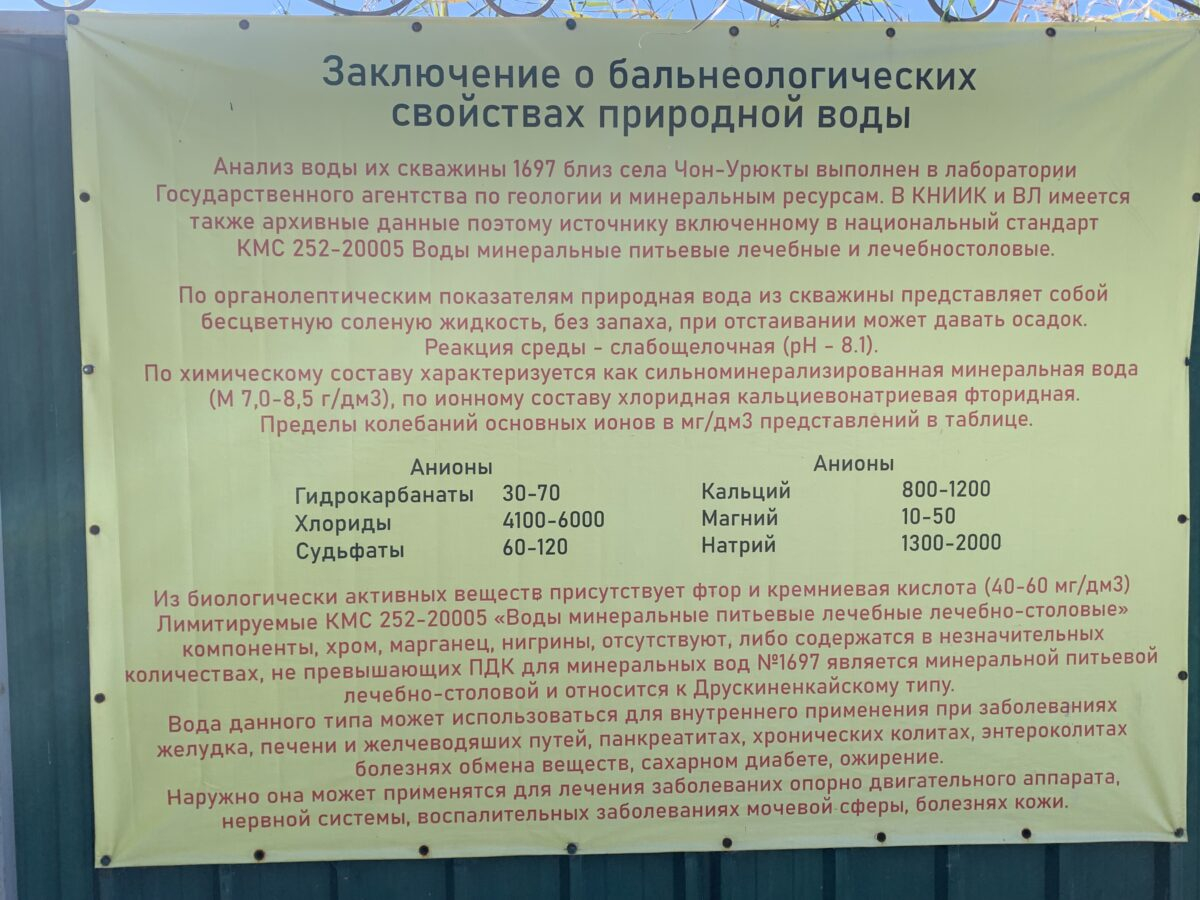 Заключение о бальнеологических
свойствах природной воды
Анализ воды их скважины 1697 близ села Чон-Урюкты выполнен в лаборатории
Государственного агентства по геологии и минеральным ресурсам. В КНИИК и ВЛ имеется
также архивные данные поэтому источнику включенному в национальный стандарт
КМС 252-20005 Воды минеральные питьевые лечебные и лечебностоловые.
По органолептическим показателям природная вода из скважины представляет собой
бесцветную соленую жидкость, без запаха, при отстаивании может давать осадок.
Реакция среды - слабощелочная (рН - 8.1).
По химическому составу характеризуется как сильноминерализированная минеральная вода
(М 7,0-8,5 г/дм3), по ионному составу хлоридная кальциевонатриевая фторидная.
Пределы колебаний основных ионов в мг/дм3 представлений в таблице.
Анионы Анионы
Гидрокарбанаты 30-70 Кальций 800-1200
Хлориды 4100-6000 Магний 10-50
Судьфаты 60-120 Натрий 1300-2000
Из биологически активных веществ присутствует фтор и кремниевая кислота (40-60 мг/дм3)
Лимитируемые КМС 252-20005 «Воды минеральные питьевые лечебные лечебно-столовые»
компоненты, хром, марганец, нигрины, отсутствуют, либо содержатся в незначительных
количествах, не превышающих ПДК для минеральных вод №1697 является минеральной питьевой
лечебно-столовой и относится к Друскиненкайскому типу.
Вода данного типа может использоваться для внутреннего применения при заболеваниях
желудка, печени и желчеводяших путей, панкреатитах, хронических колитах, энтероколитах
болезнях обмена веществ, сахарном диабете, ожирение.
Наружно она может применятся для лечения заболеваних опорно двигательного аппарата,
нервной системы, воспалительных заболеваниях мочевой сферы, болезнях кожи.